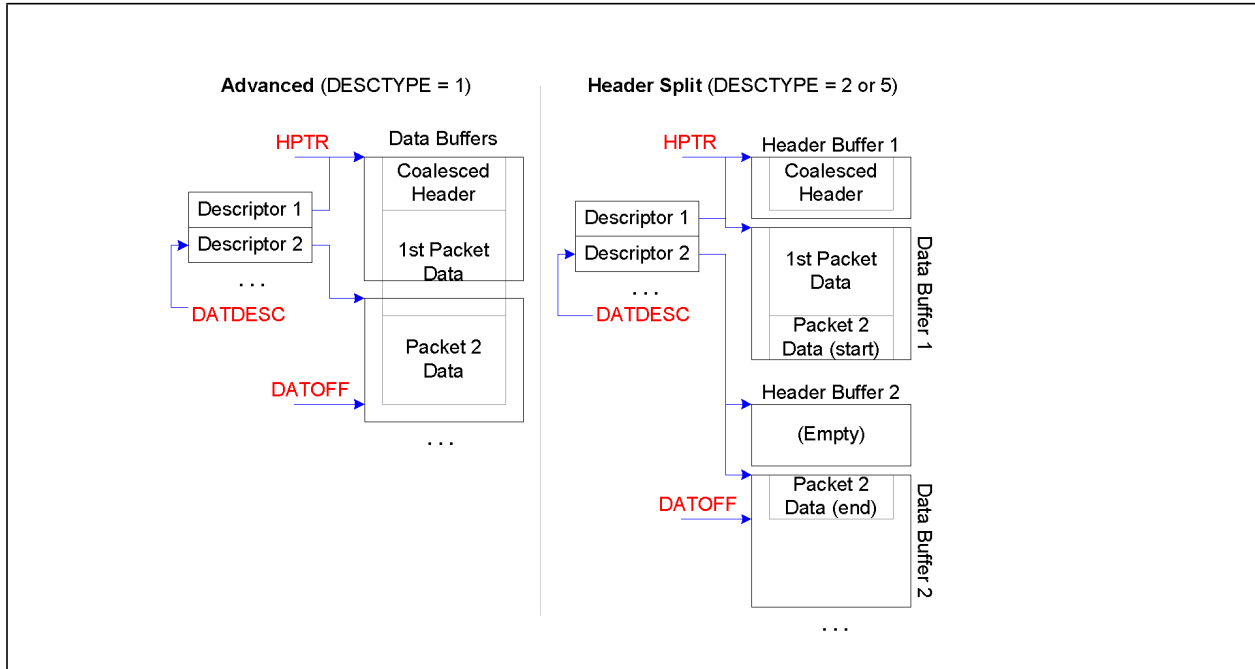 Advanced (DESCTYPE = 1)
HPTR
Data Buffers
Coalesced
Header
Descriptor 1
Descriptor 2
1st Packet
Data
. . .
DATDESC
Packet 2
Data
DATOFF
. . .
Header Split (DESCTYPE = 2 or 5)
HPTR
Header Buffer 1
Coalesced
Header
Descriptor 1
Descriptor 2
1st Packet
Data
. . .
DATDESC
Packet 2
Data (start)
Data Buffer 1
Header Buffer 2
(Empty)
Packet 2
Data (end)
DATOFF
Data Buffer 2
. . .